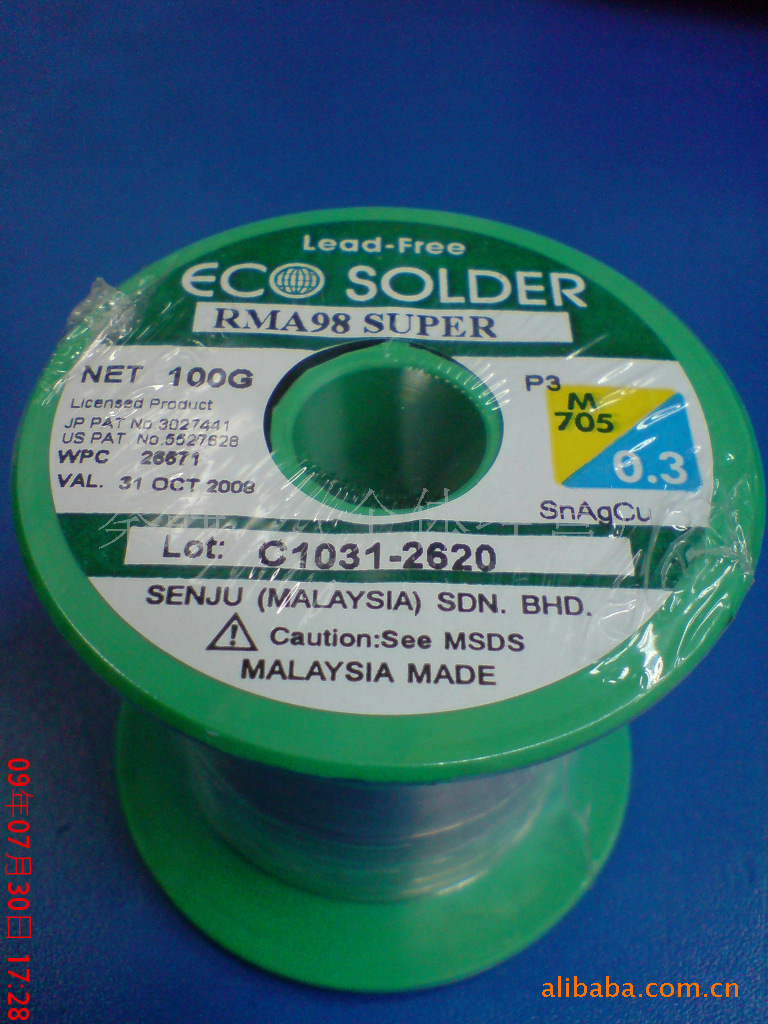 Lead-Free
ECO SOLDER
RMA98 SUPER
NET 100G
Licensed Product
JP PAT No.3027441
US PAT. No.5527628
WPC 26671
VAL. 31 OCT 2008
P3
M
705
0.3
SnAgCu
Lot: C1031-2620
SENJU (MALAYSIA) SDN. BHD.
Caution:See MSDS
MALAYSIA MADE
09年07月30日 17:28
alibaba.com.cn